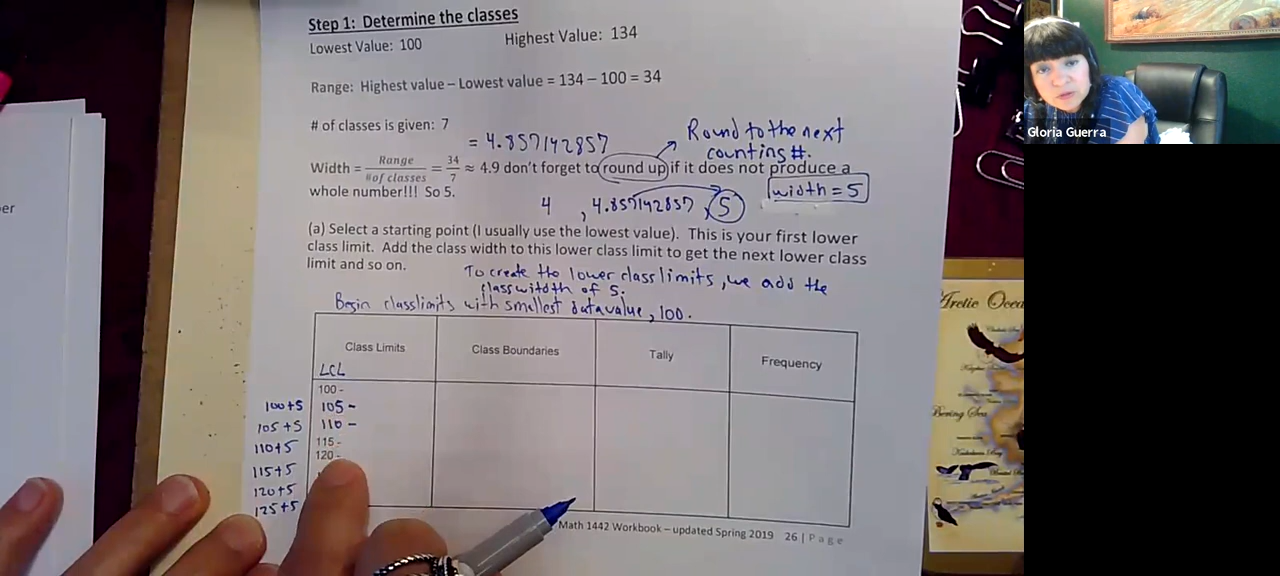 Step 1: Determine the classes
Lowest Value: 100 Highest Value: 134
Range: Highest value – Lowest value = 134 – 100 = 34
# of classes is given: 7
= 4.857142857
Round to the next
counting #.
Width = Range / # of classes = 34 / 7 ≈ 4.9 don't forget to round up if it does not produce a
whole number!!! So 5.
width = 5
4 , 4.857142857 , 5
(a) Select a starting point (I usually use the lowest value). This is your first lower
class limit. Add the class width to this lower class limit to get the next lower class
limit and so on.
To create the lower class limits, we add the
class witdth of 5.
Begin class limits with smallest data value, 100.
Class Limits Class Boundaries Tally Frequency
LCL
100 -
100+5 105 -
105+5 110 -
110+5 115 -
115+5 120 -
120+5
125+5
Math 1442 Workbook – updated Spring 2019 26 | Page
Gloria Guerra
Arctic Ocea
Bering Sea
er